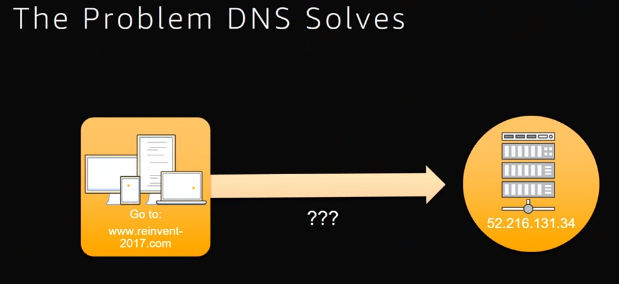 The Problem DNS Solves
Go to:
www.reinvent-
2017.com
???
52.216.131.34